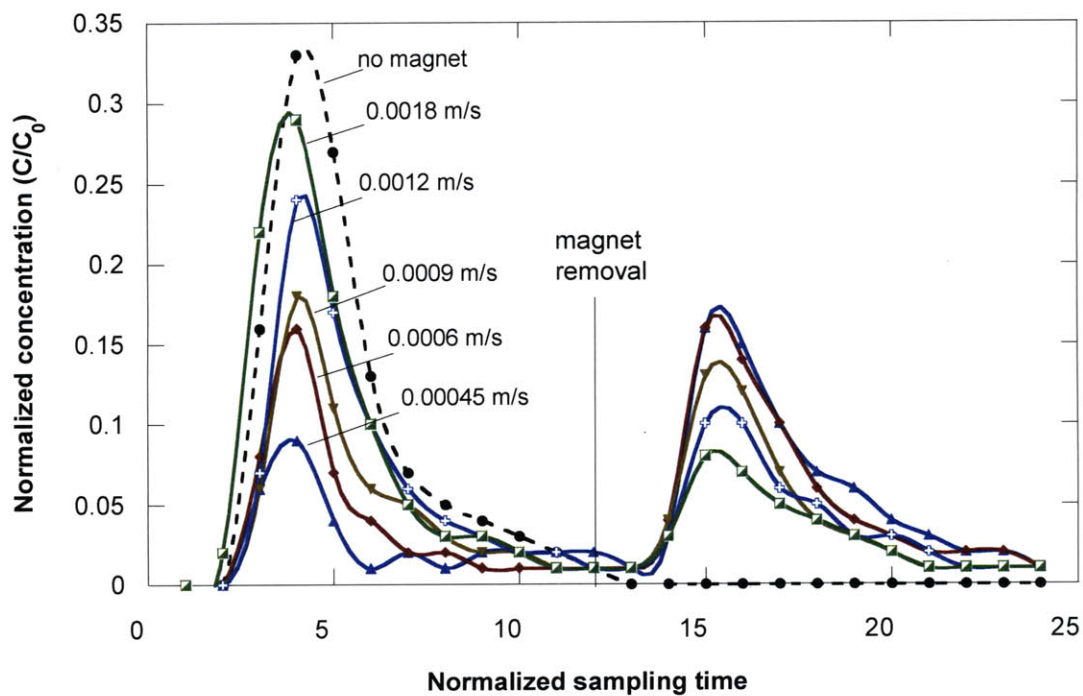 0.35
0.3
0.25
0.2
0.15
0.1
0.05
0
Normalized concentration (C/C0)
no magnet
0.0018 m/s
0.0012 m/s
0.0009 m/s
0.0006 m/s
0.00045 m/s
magnet
removal
0
5
10
15
20
25
Normalized sampling time